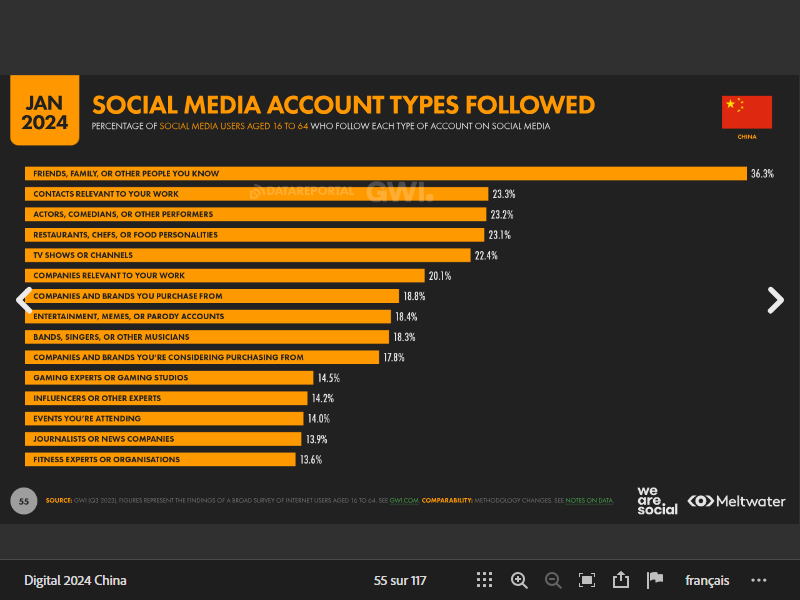 JAN
2024
SOCIAL MEDIA ACCOUNT TYPES FOLLOWED
PERCENTAGE OF SOCIAL MEDIA USERS AGED 16 TO 64 WHO FOLLOW EACH TYPE OF ACCOUNT ON SOCIAL MEDIA
CHINA
FRIENDS, FAMILY, OR OTHER PEOPLE YOU KNOW 36.3%
DATAREPORTAL GWI.
CONTACTS RELEVANT TO YOUR WORK 23.3%
ACTORS, COMEDIANS, OR OTHER PERFORMERS 23.2%
RESTAURANTS, CHEFS, OR FOOD PERSONALITIES 23.1%
TV SHOWS OR CHANNELS 22.4%
COMPANIES RELEVANT TO YOUR WORK 20.1%
COMPANIES AND BRANDS YOU PURCHASE FROM 18.8%
ENTERTAINMENT, MEMES, OR PARODY ACCOUNTS 18.4%
BANDS, SINGERS, OR OTHER MUSICIANS 18.3%
COMPANIES AND BRANDS YOU'RE CONSIDERING PURCHASING FROM 17.8%
GAMING EXPERTS OR GAMING STUDIOS 14.5%
INFLUENCERS OR OTHER EXPERTS 14.2%
EVENTS YOU'RE ATTENDING 14.0%
JOURNALISTS OR NEWS COMPANIES 13.9%
FITNESS EXPERTS OR ORGANISATIONS 13.6%
55
SOURCE: GWI (Q3 2023). FIGURES REPRESENT THE FINDINGS OF A BROAD SURVEY OF INTERNET USERS AGED 16 TO 64. SEE GWI.COM. COMPARABILITY: METHODOLOGY CHANGES. SEE NOTES ON DATA.
we
are.
social
Meltwater
Digital 2024 China
55 sur 117
français